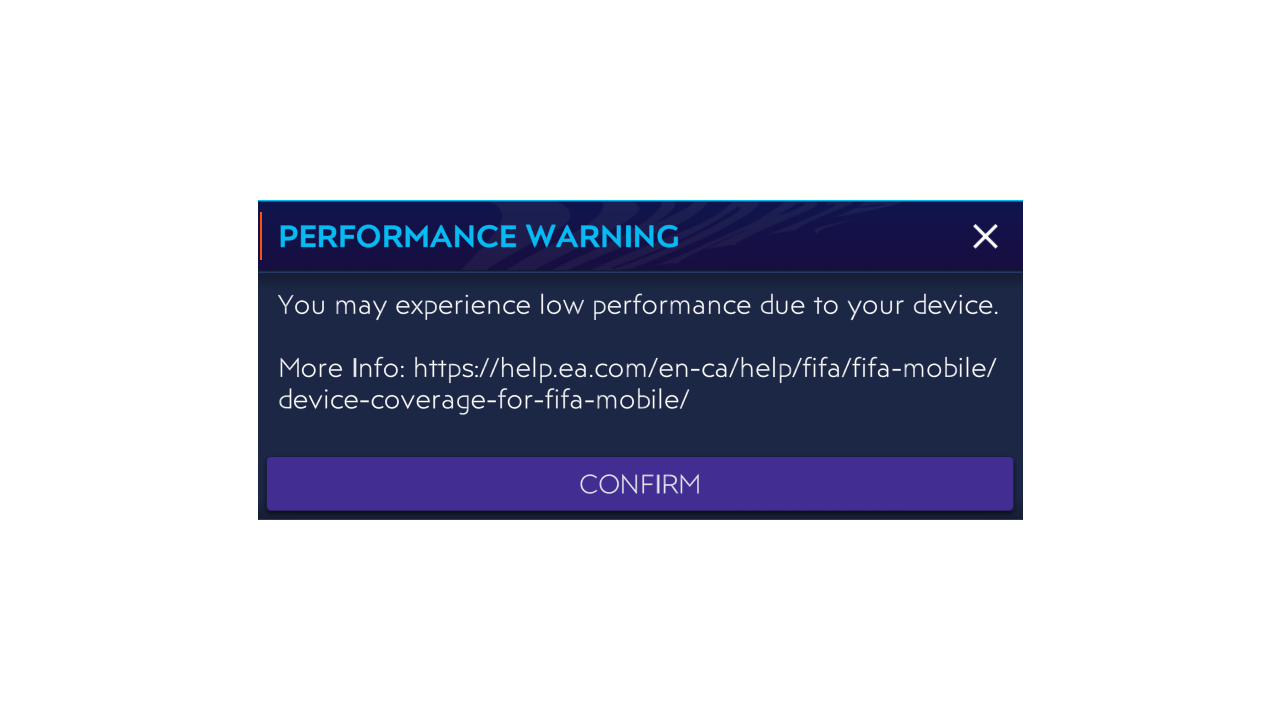 PERFORMANCE WARNING
You may experience low performance due to your device.
More Info: https://help.ea.com/en-ca/help/fifa/fifa-mobile/
device-coverage-for-fifa-mobile/
CONFIRM